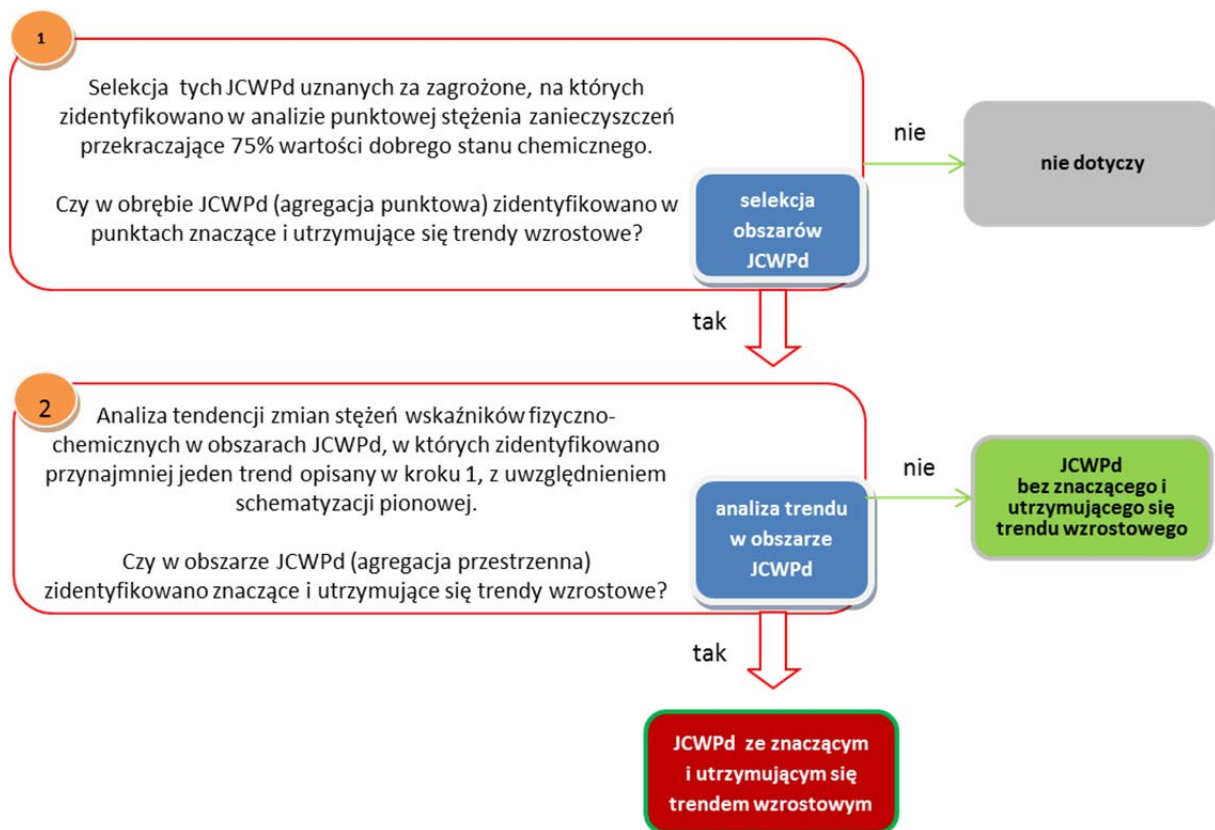 1
Selekcja tych JCWPd uznanych za zagrożone, na których
zidentyfikowano w analizie punktowej stężenia zanieczyszczeń
przekraczające 75% wartości dobrego stanu chemicznego.
Czy w obrębie JCWPd (agregacja punktowa) zidentyfikowano w
punktach znaczące i utrzymujące się trendy wzrostowe?
selekcja
obszarów
JCWPd
nie
nie dotyczy
tak
2
Analiza tendencji zmian stężeń wskaźników fizyczno-
chemicznych w obszarach JCWPd, w których zidentyfikowano
przynajmniej jeden trend opisany w kroku 1, z uwzględnieniem
schematyzacji pionowej.
Czy w obszarze JCWPd (agregacja przestrzenna)
zidentyfikowano znaczące i utrzymujące się trendy wzrostowe?
analiza trendu
w obszarze
JCWPd
nie
JCWPd
bez znaczącego i
utrzymującego się
trendu wzrostowego
tak
JCWPd ze znaczącym
i utrzymującym się
trendem wzrostowym